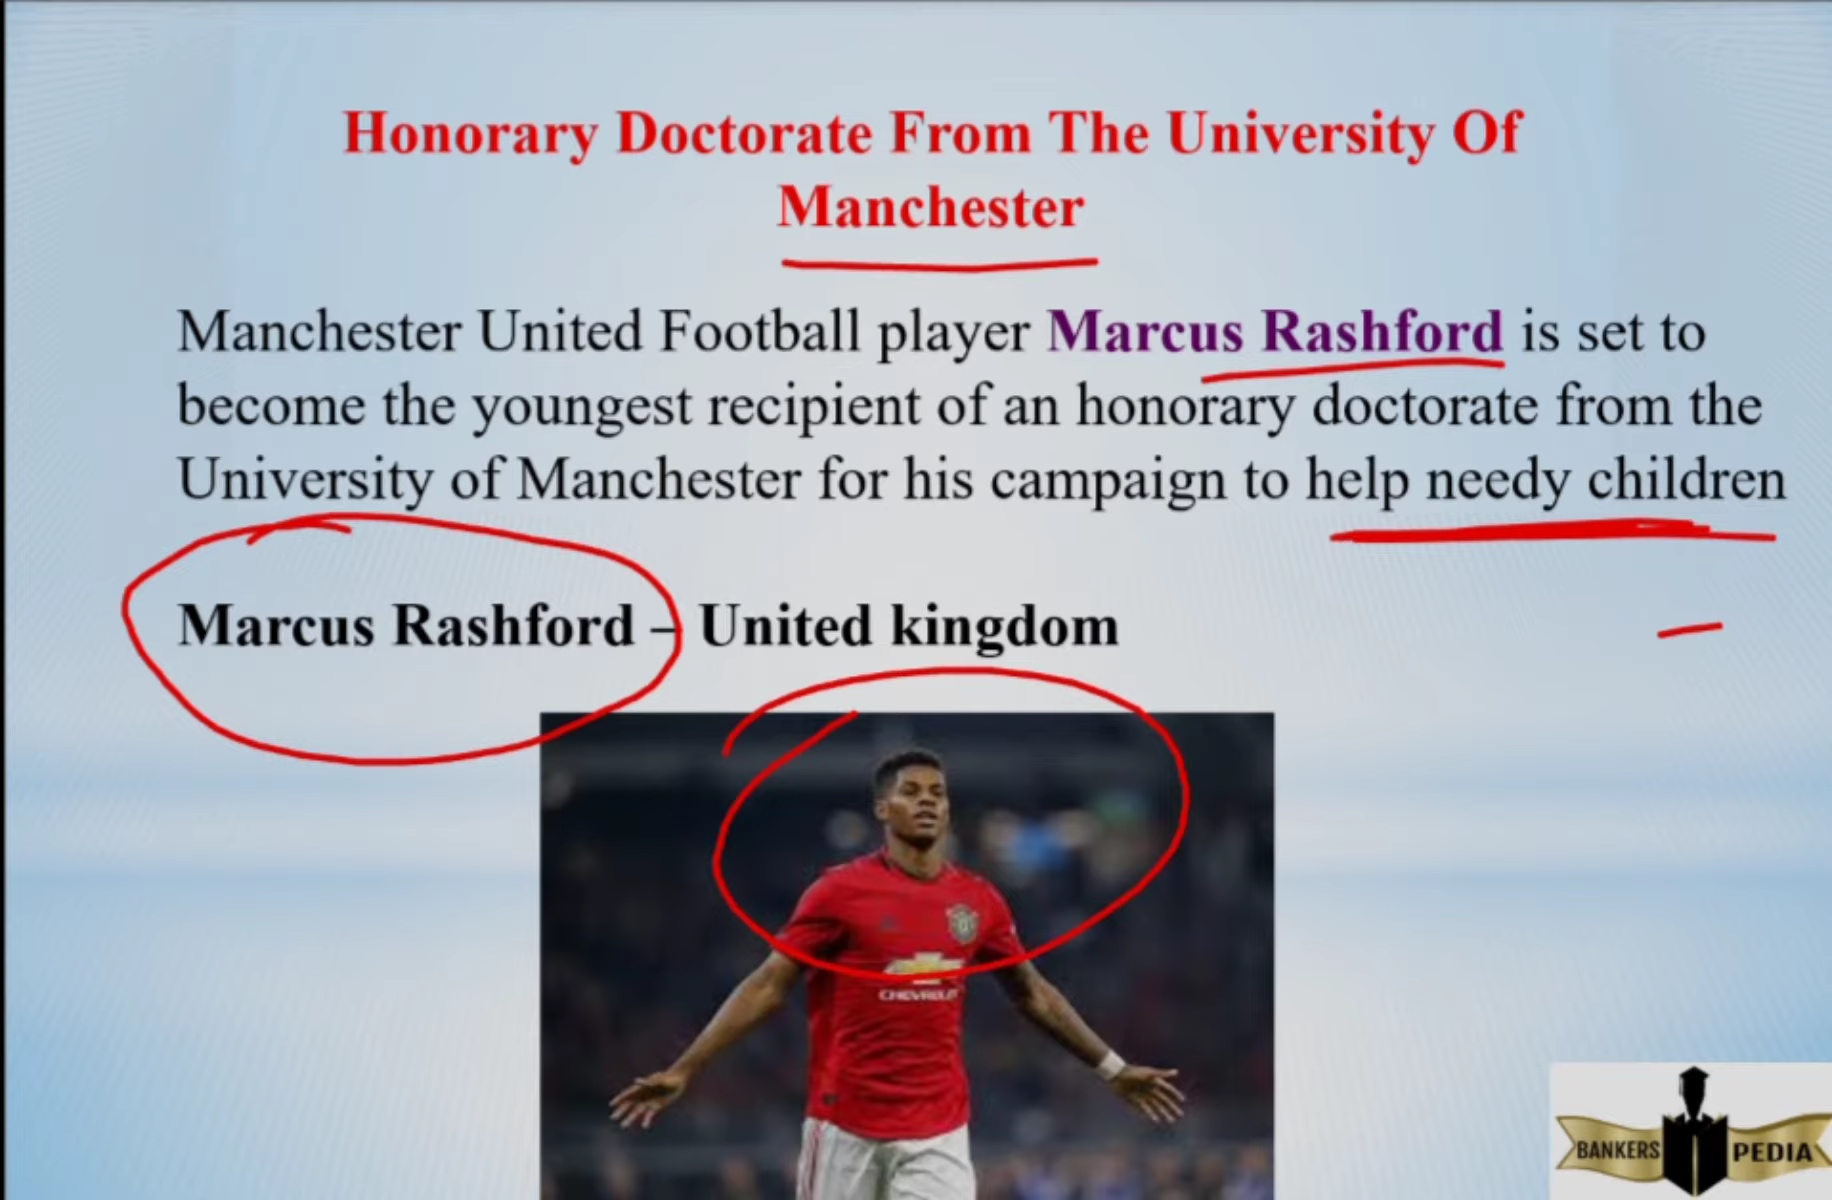 Honorary Doctorate From The University Of
Manchester
Manchester United Football player Marcus Rashford is set to
become the youngest recipient of an honorary doctorate from the
University of Manchester for his campaign to help needy children
Marcus Rashford – United kingdom
CHEVROLET
BANKERS PEDIA